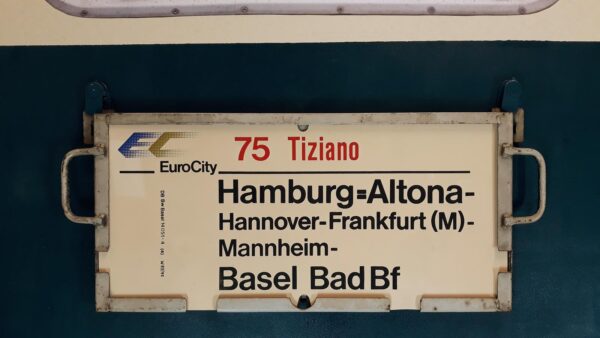 EC
EuroCity
75 Tiziano
Hamburg=Altona-
Hannover-Frankfurt (M)-
Mannheim-
Basel Bad Bf